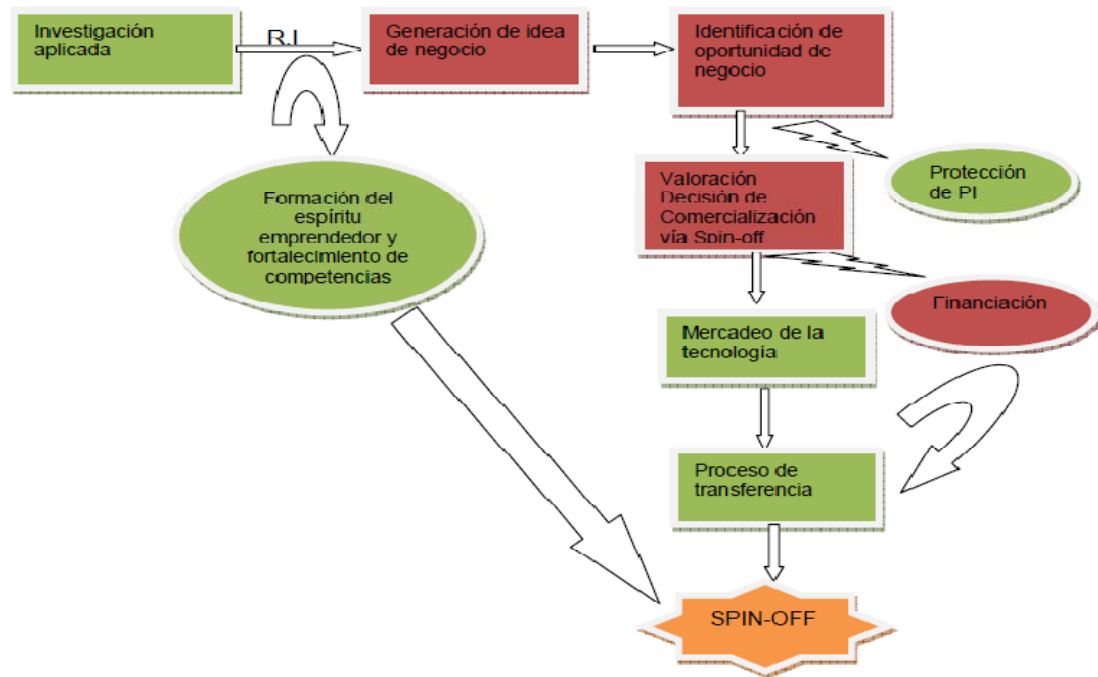 Investigación
aplicada
R.I
Generación de idea
de negocio
Identificación de
oportunidad de
negocio
Valoración
Decisión de
Comercialización
vía Spin-off
Protección
de PI
Formación del
espíritu
emprendedor y
fortalecimiento de
competencias
Financiación
Mercadeo de la
tecnología
Proceso de
transferencia
SPIN-OFF